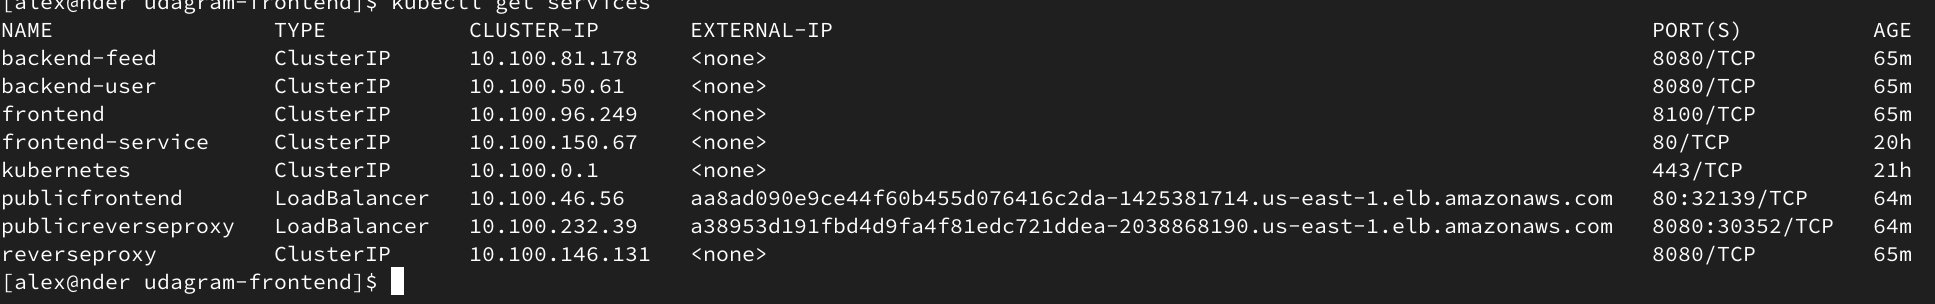 [alex@nder udagram-frontend]$ kubectl get services
NAME TYPE CLUSTER-IP EXTERNAL-IP PORT(S) AGE
backend-feed ClusterIP 10.100.81.178 <none> 8080/TCP 65m
backend-user ClusterIP 10.100.50.61 <none> 8080/TCP 65m
frontend ClusterIP 10.100.96.249 <none> 8100/TCP 65m
frontend-service ClusterIP 10.100.150.67 <none> 80/TCP 20h
kubernetes ClusterIP 10.100.0.1 <none> 443/TCP 21h
publicfrontend LoadBalancer 10.100.46.56 aa8ad090e9ce44f60b455d076416c2da-1425381714.us-east-1.elb.amazonaws.com 80:32139/TCP 64m
publicreverseproxy LoadBalancer 10.100.232.39 a38953d191fbd4d9fa4f81edc721ddea-2038868190.us-east-1.elb.amazonaws.com 8080:30352/TCP 64m
reverseproxy ClusterIP 10.100.146.131 <none> 8080/TCP 65m
[alex@nder udagram-frontend]$